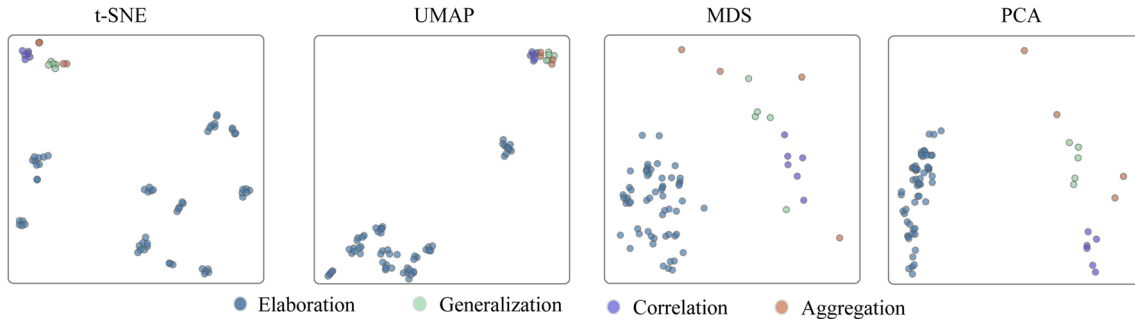 t-SNE UMAP MDS PCA
Elaboration Generalization Correlation Aggregation